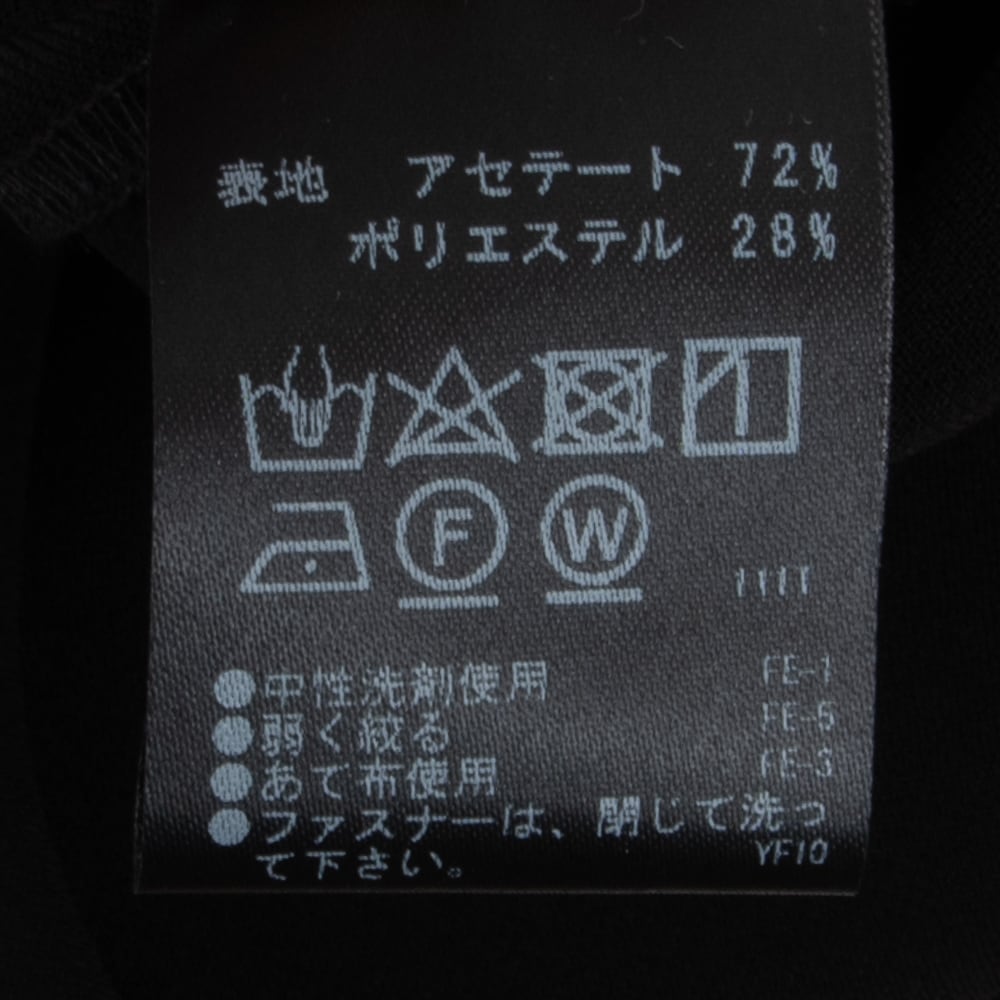 表地 アセテート 72%
ポリエステル 28%
F W
●中性洗剤使用 FE-1
●弱く絞る FE-5
●あて布使用 FE-3
●ファスナーは、閉じて洗っ
て下さい。 YF10